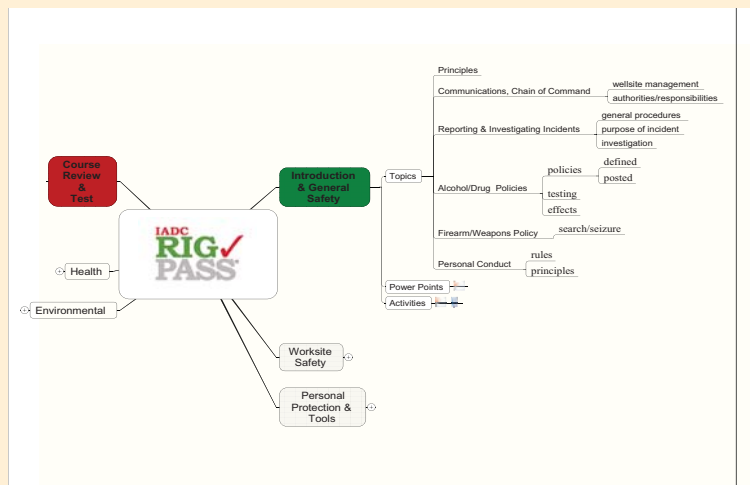 Course
Review
&
Test
Introduction
& General
Safety
IADC
RIG
PASS
Health
Environmental
Worksite
Safety
Personal
Protection &
Tools
Topics
Principles
Communications, Chain of Command
wellsite management
authorities/responsibilities
Reporting & Investigating Incidents
general procedures
purpose of incident
investigation
Alcohol/Drug Policies
policies
defined
posted
testing
effects
Firearm/Weapons Policy
search/seizure
Personal Conduct
rules
principles
Power Points
Activities